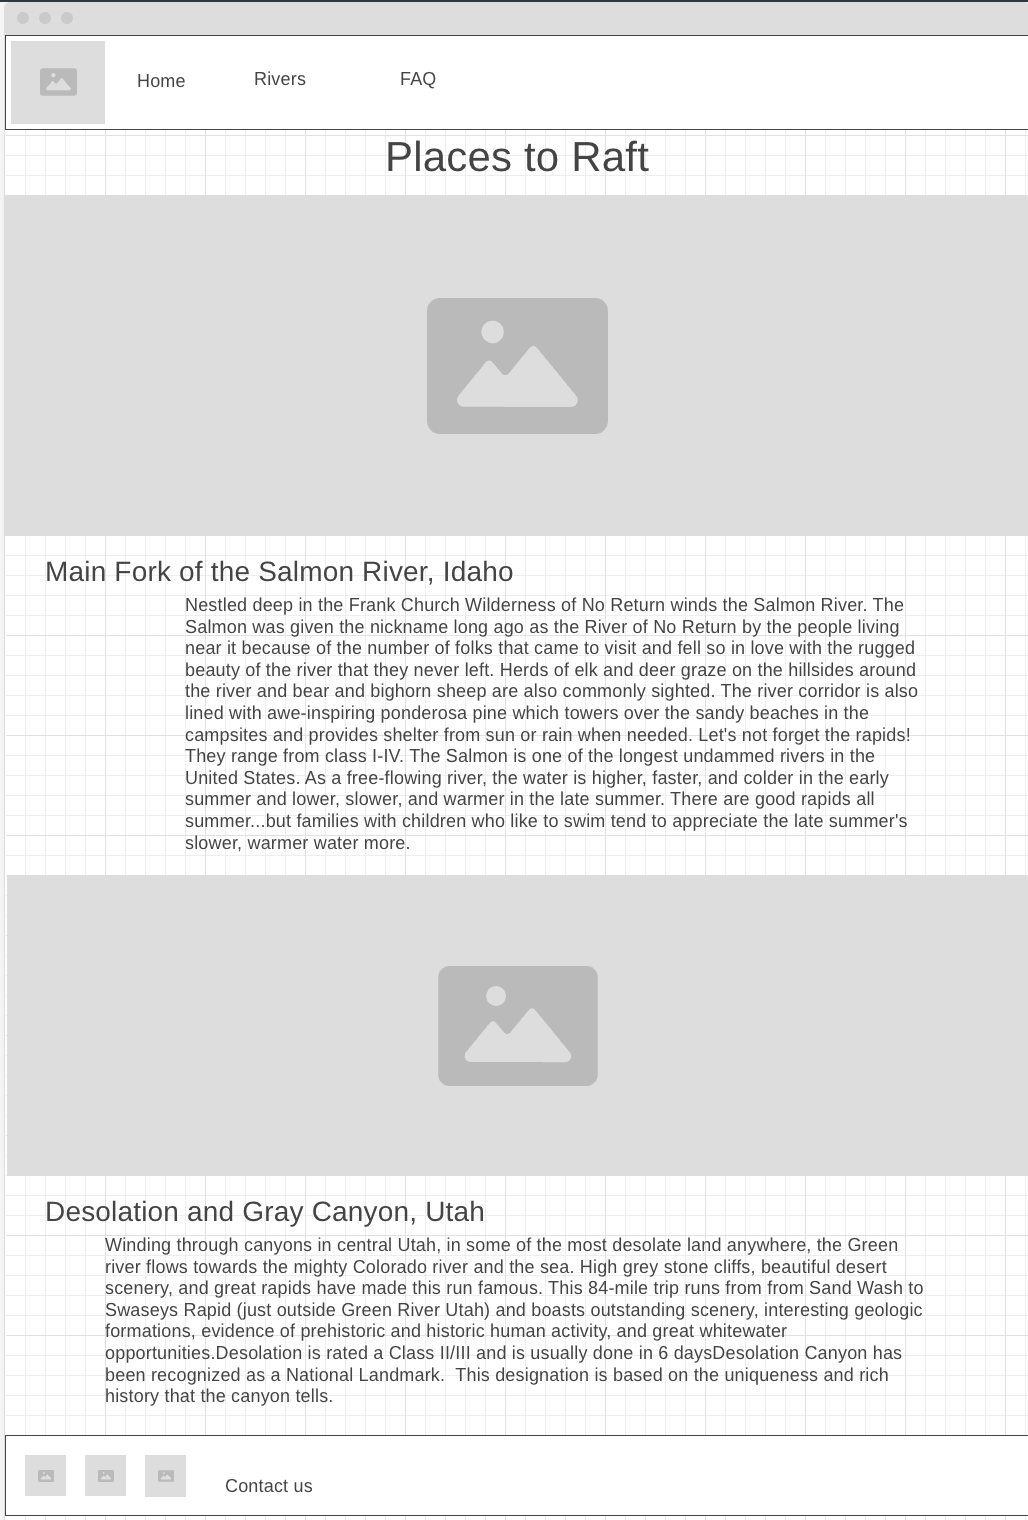 Home Rivers FAQ
Places to Raft
Main Fork of the Salmon River, Idaho
Nestled deep in the Frank Church Wilderness of No Return winds the Salmon River. The
Salmon was given the nickname long ago as the River of No Return by the people living
near it because of the number of folks that came to visit and fell so in love with the rugged
beauty of the river that they never left. Herds of elk and deer graze on the hillsides around
the river and bear and bighorn sheep are also commonly sighted. The river corridor is also
lined with awe-inspiring ponderosa pine which towers over the sandy beaches in the
campsites and provides shelter from sun or rain when needed. Let's not forget the rapids!
They range from class I-IV. The Salmon is one of the longest undammed rivers in the
United States. As a free-flowing river, the water is higher, faster, and colder in the early
summer and lower, slower, and warmer in the late summer. There are good rapids all
summer...but families with children who like to swim tend to appreciate the late summer's
slower, warmer water more.
Desolation and Gray Canyon, Utah
Winding through canyons in central Utah, in some of the most desolate land anywhere, the Green
river flows towards the mighty Colorado river and the sea. High grey stone cliffs, beautiful desert
scenery, and great rapids have made this run famous. This 84-mile trip runs from from Sand Wash to
Swaseys Rapid (just outside Green River Utah) and boasts outstanding scenery, interesting geologic
formations, evidence of prehistoric and historic human activity, and great whitewater
opportunities.Desolation is rated a Class II/III and is usually done in 6 daysDesolation Canyon has
been recognized as a National Landmark.  This designation is based on the uniqueness and rich
history that the canyon tells.
Contact us